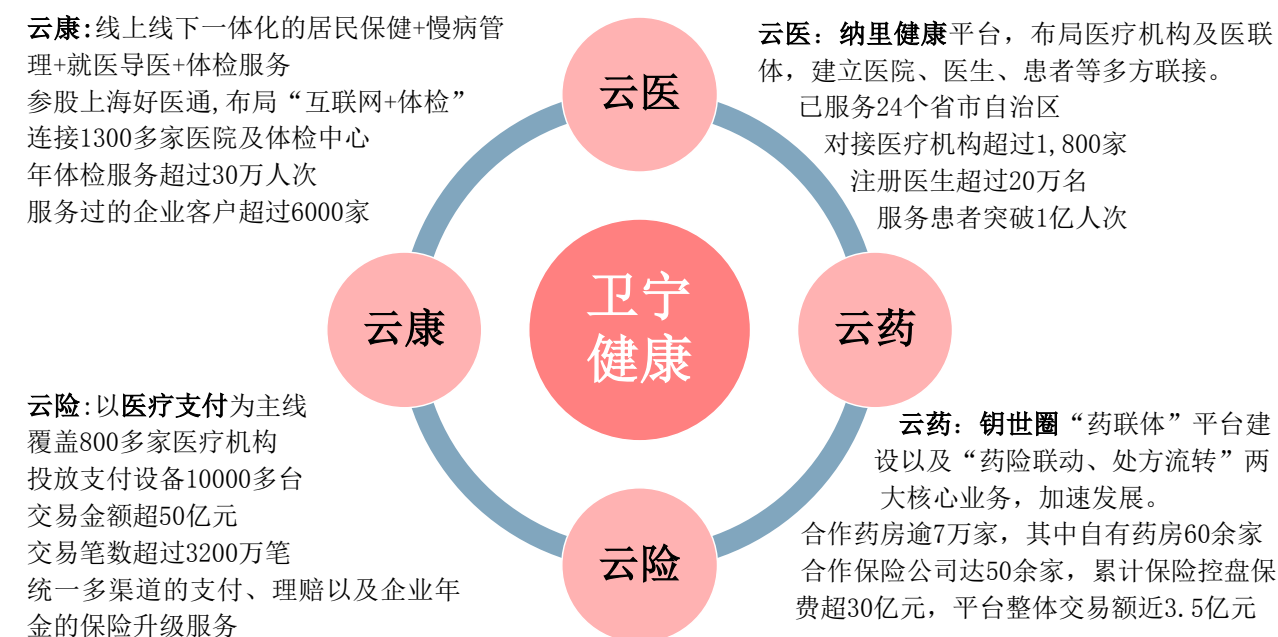 云康:线上线下一体化的居民保健+慢病管
理+就医导医+体检服务
参股上海好医通,布局“互联网+体检”
连接1300多家医院及体检中心
年体检服务超过30万人次
服务过的企业客户超过6000家
云医：纳里健康平台，布局医疗机构及医联
体，建立医院、医生、患者等多方联接。
已服务24个省市自治区
对接医疗机构超过1,800家
注册医生超过20万名
服务患者突破1亿人次
云医
云康
卫宁
健康
云药
云险
云险:以医疗支付为主线
覆盖800多家医疗机构
投放支付设备10000多台
交易金额超50亿元
交易笔数超过3200万笔
统一多渠道的支付、理赔以及企业年
金的保险升级服务
云药：钥世圈“药联体”平台建
设以及“药险联动、处方流转”两
大核心业务，加速发展。
合作药房逾7万家，其中自有药房60余家
合作保险公司达50余家，累计保险控盘保
费超30亿元，平台整体交易额近3.5亿元